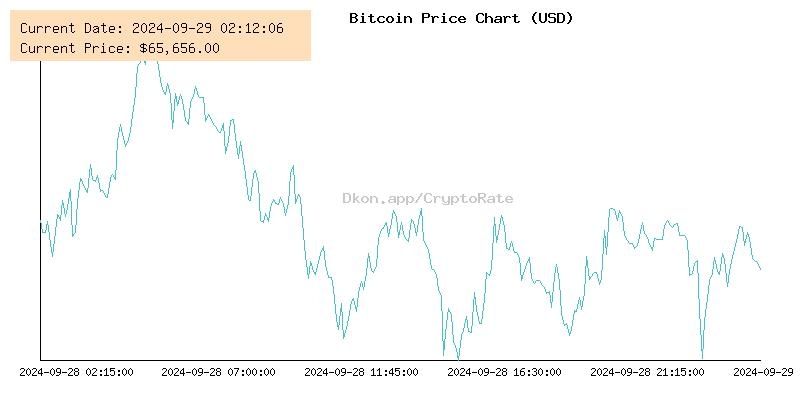 Bitcoin Price Chart (USD)
Current Date: 2024-09-29 02:12:06
Current Price: $65,656.00
Dkon.app/CryptoRate
2024-09-28 02:15:00
2024-09-28 07:00:00
2024-09-28 11:45:00
2024-09-28 16:30:00
2024-09-28 21:15:00
2024-09-29